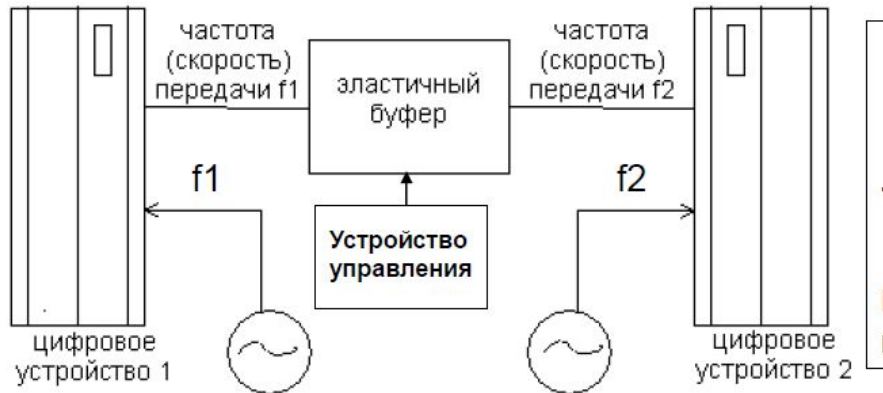 частота
(скорость)
передачи f1
эластичный
буфер
частота
(скорость)
передачи f2
f1
f2
Устройство
управления
цифровое
устройство 1
цифровое
устройство 2